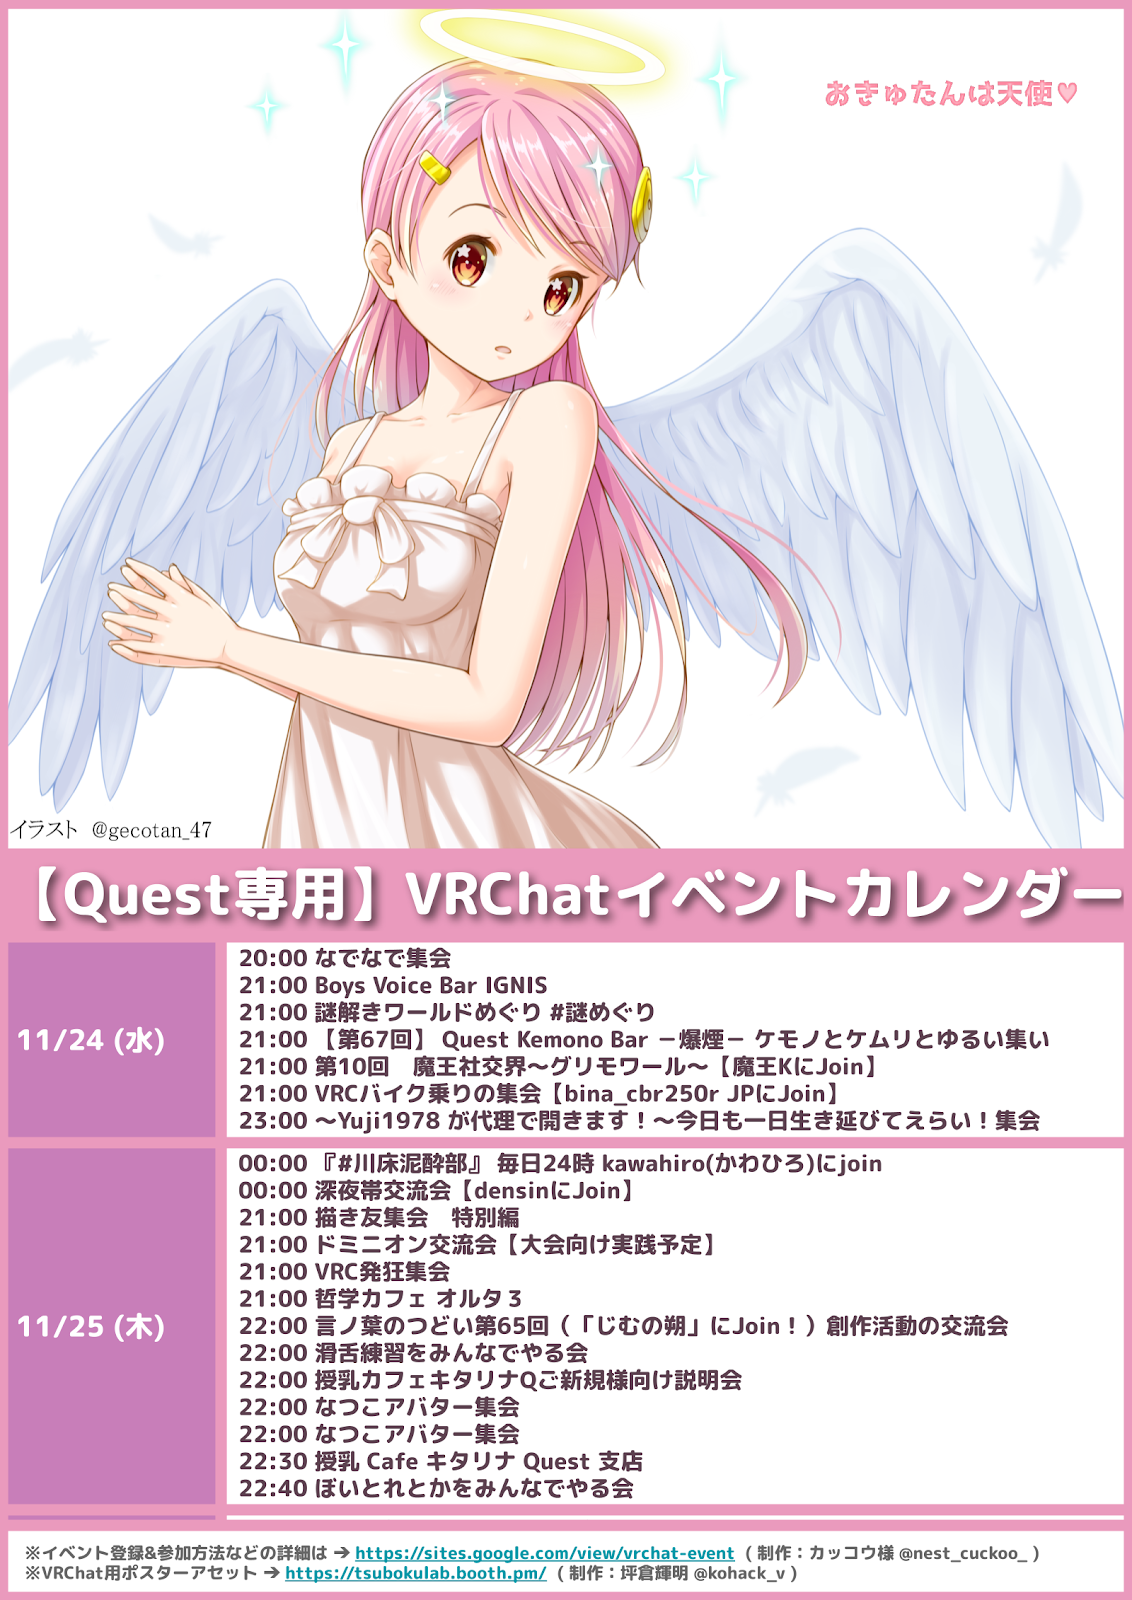 おきゅたんは天使♥
イラスト @gecotan_47
【Quest専用】VRChatイベントカレンダー
11/24 (水)
20:00 なでなで集会
21:00 Boys Voice Bar IGNIS
21:00 謎解きワールドめぐり #謎めぐり
21:00 【第67回】 Quest Kemono Bar －爆煙－ ケモノとケムリとゆるい集い
21:00 第10回　魔王社交界～グリモワール～【魔王KにJoin】
21:00 VRCバイク乗りの集会【bina_cbr250r JPにJoin】
23:00 ～Yuji1978 が代理で開きます！～今日も一日生き延びてえらい！集会
11/25 (木)
00:00 『#川床泥酔部』 毎日24時 kawahiro(かわひろ)にjoin
00:00 深夜帯交流会【densinにJoin】
21:00 描き友集会　特別編
21:00 ドミニオン交流会【大会向け実践予定】
21:00 VRC発狂集会
21:00 哲学カフェ オルタ３
22:00 言ノ葉のつどい第65回（「じむの朔」にJoin！）創作活動の交流会
22:00 滑舌練習をみんなでやる会
22:00 授乳カフェキタリナQご新規様向け説明会
22:00 なつこアバター集会
22:00 なつこアバター集会
22:30 授乳 Cafe キタリナ Quest 支店
22:40 ぼいとれとかをみんなでやる会
※イベント登録&参加方法などの詳細は ➔ https://sites.google.com/view/vrchat-event ( 制作：カッコウ様 @nest_cuckoo_ )
※VRChat用ポスターアセット ➔ https://tsubokulab.booth.pm/ ( 制作：坪倉輝明 @kohack_v )